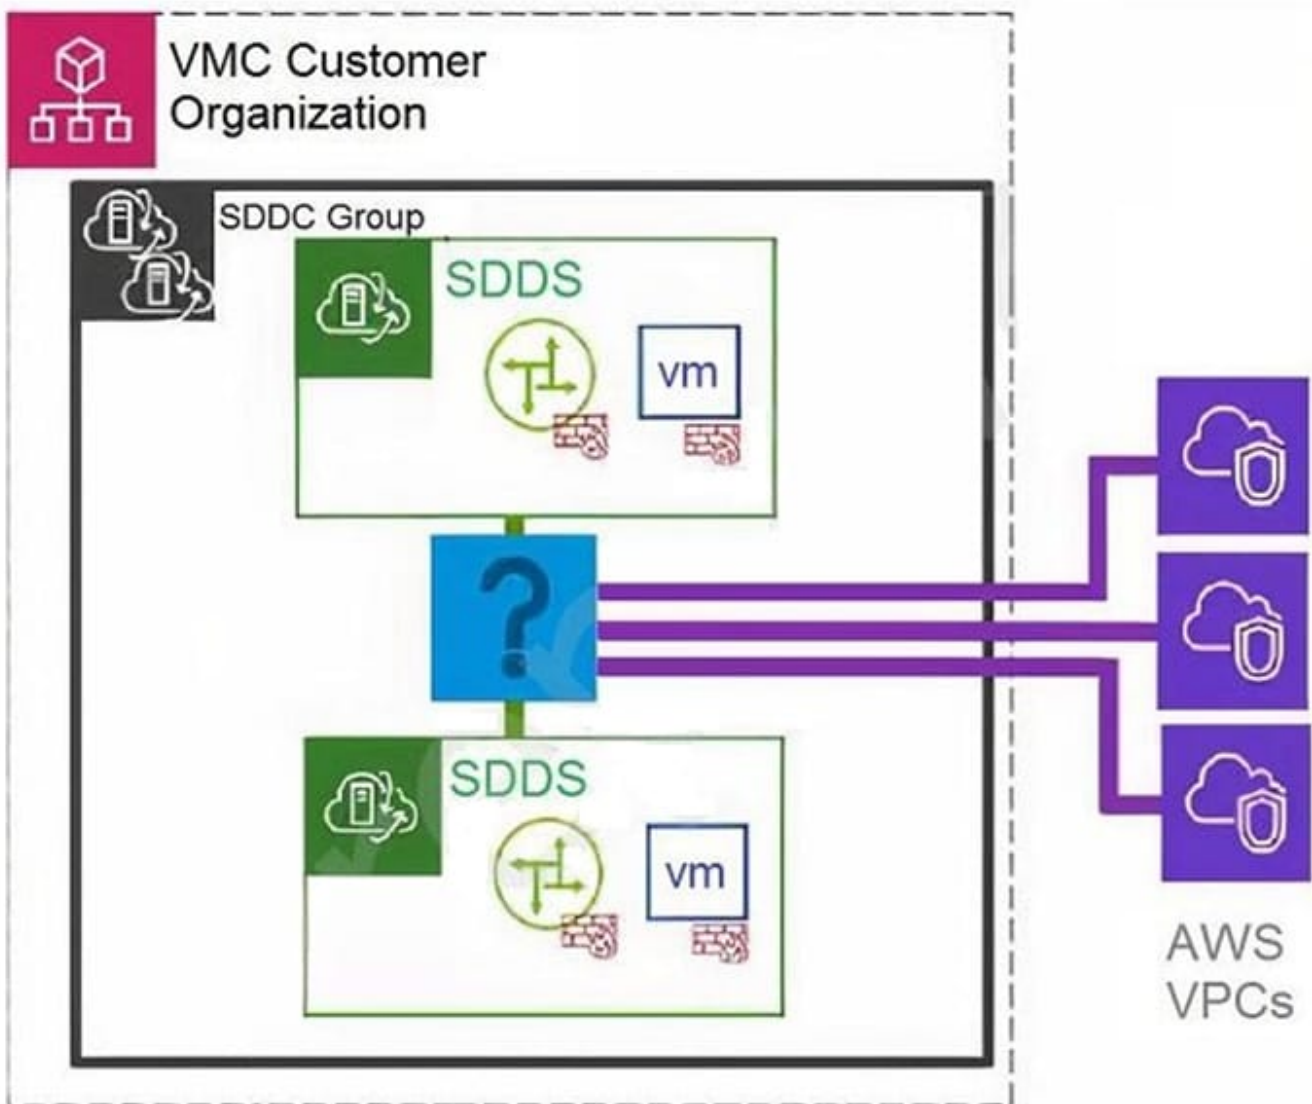 VMC Customer
Organization
SDDC Group
SDDS
vm
?
SDDS
vm
AWS
VPCs